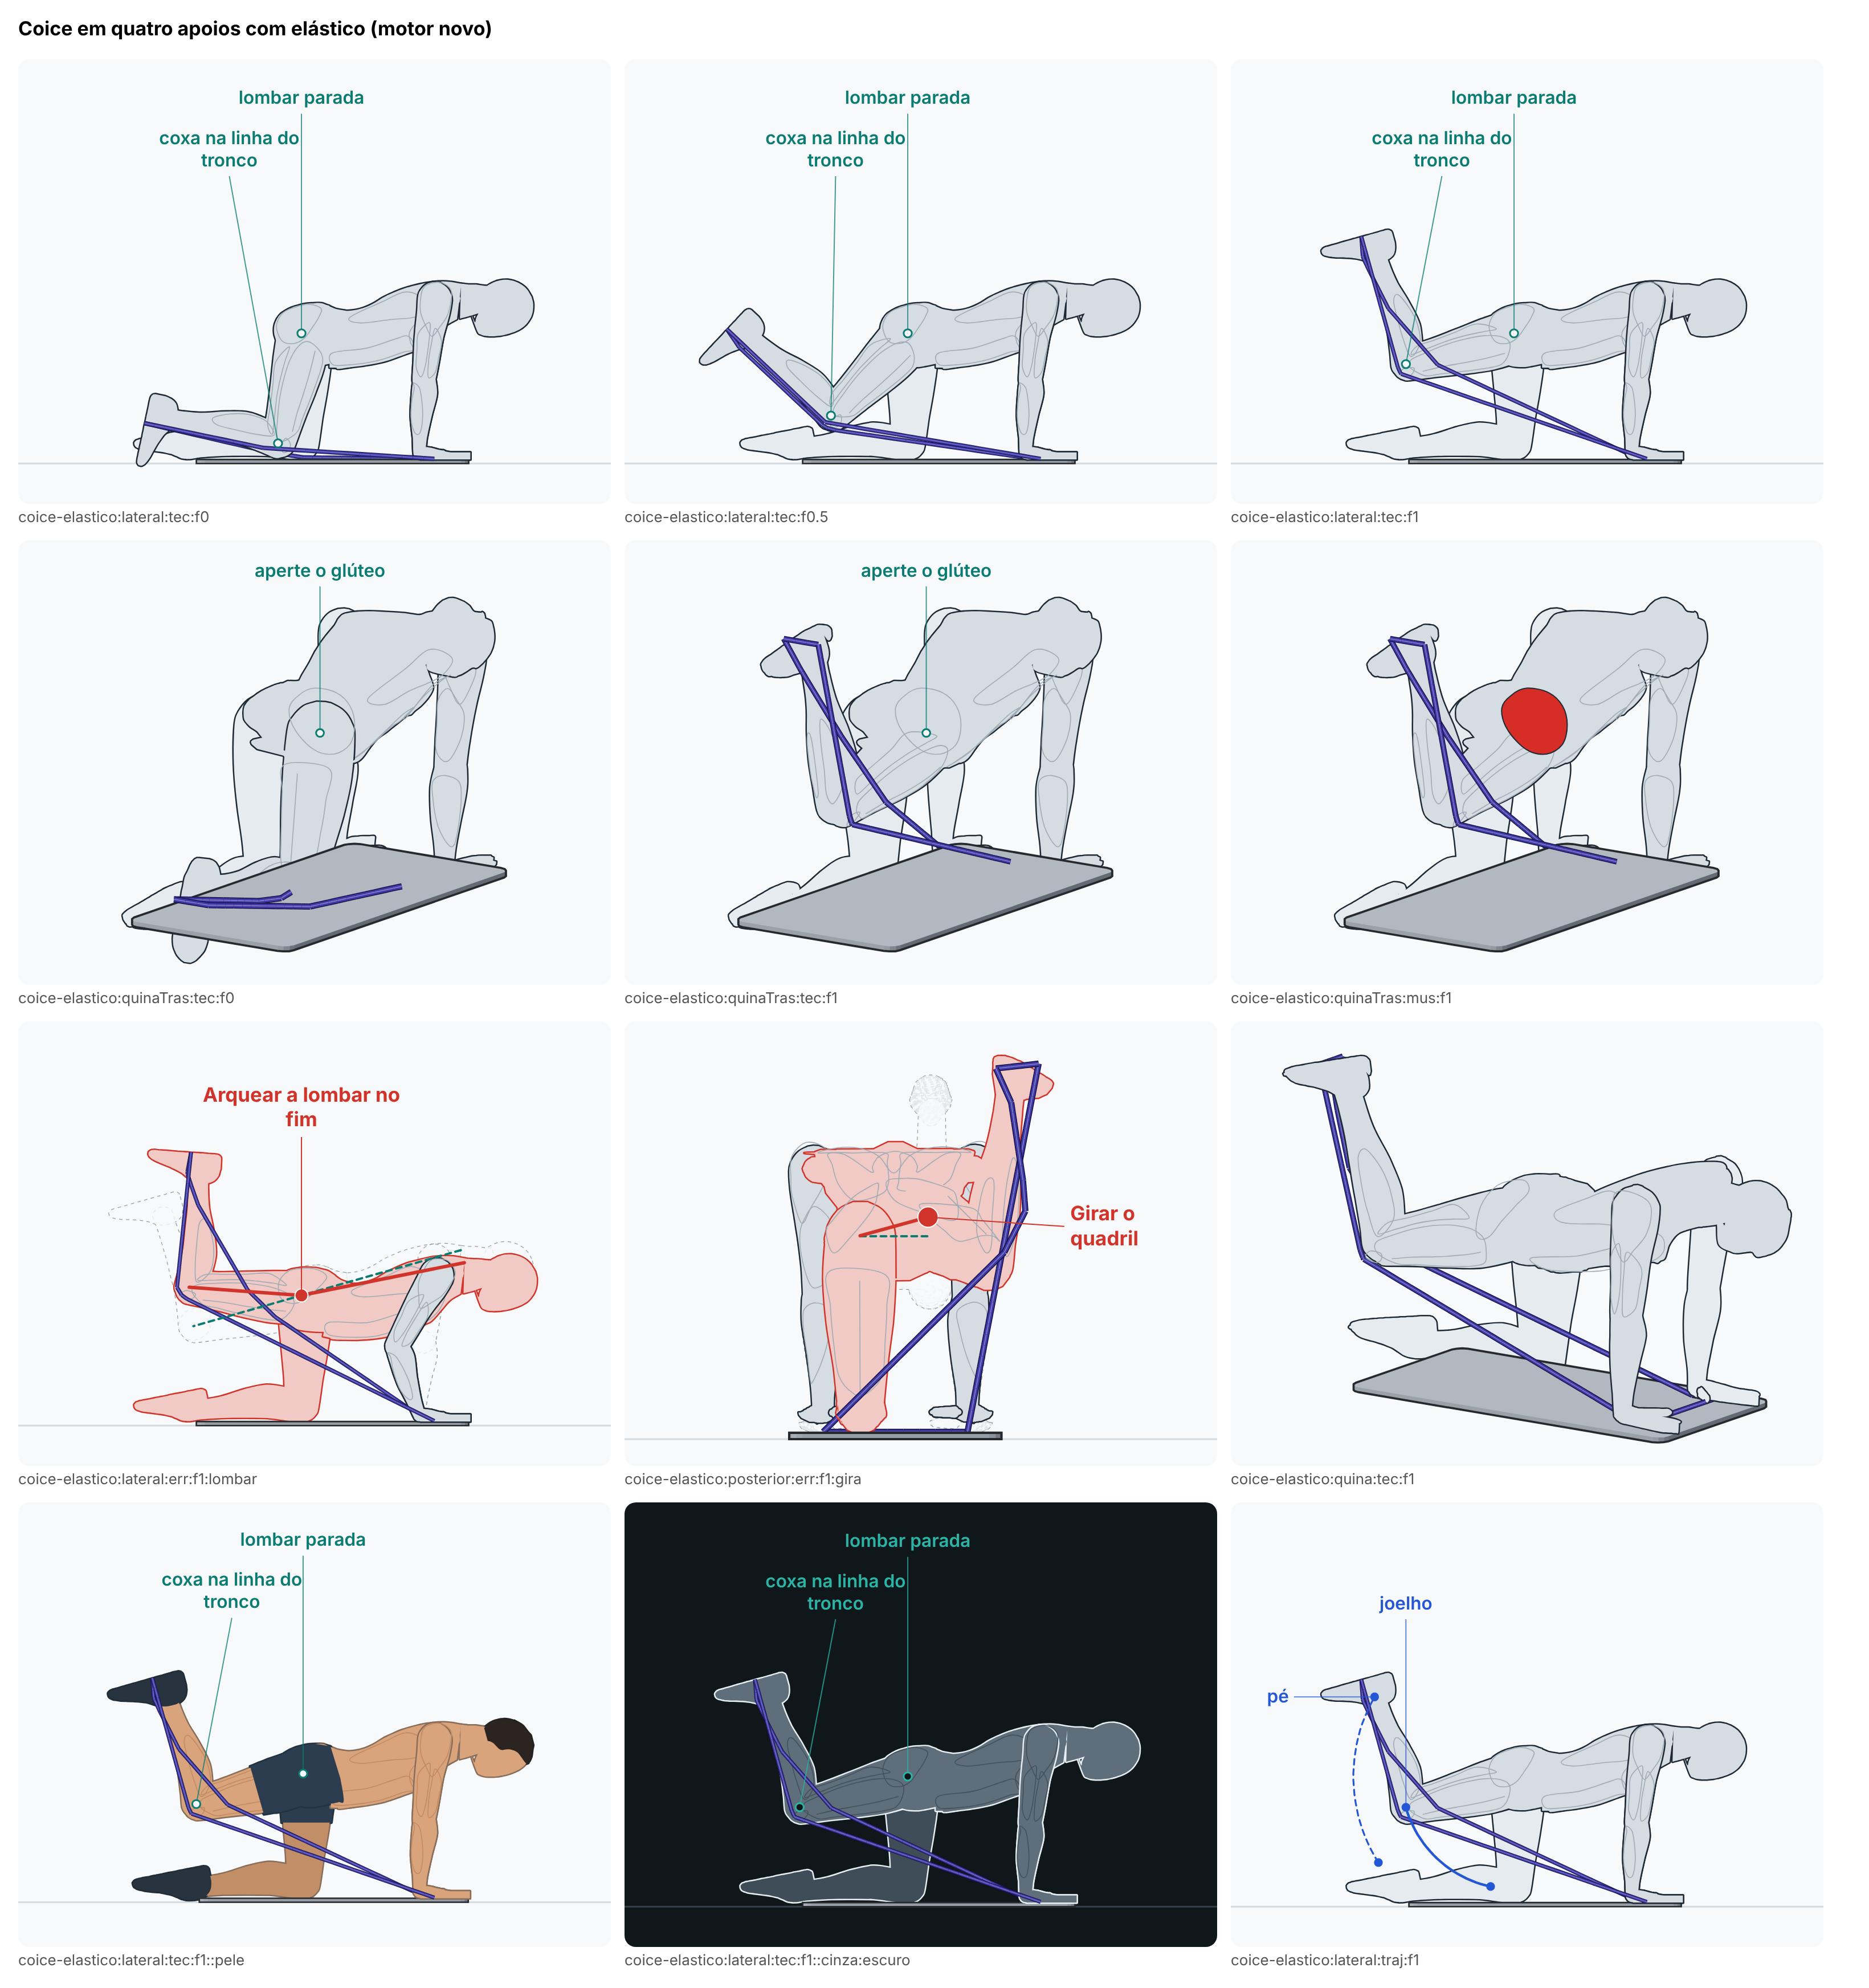 Coice em quatro apoios com elástico (motor novo)
lombar parada
coxa na linha do
tronco
coice-elastico:lateral:tec:f0
lombar parada
coxa na linha do
tronco
coice-elastico:lateral:tec:f0.5
lombar parada
coxa na linha do
tronco
coice-elastico:lateral:tec:f1
aperte o glúteo
coice-elastico:quinaTras:tec:f0
aperte o glúteo
coice-elastico:quinaTras:tec:f1
coice-elastico:quinaTras:mus:f1
Arquear a lombar no
fim
coice-elastico:lateral:err:f1:lombar
Girar o
quadril
coice-elastico:posterior:err:f1:gira
coice-elastico:quina:tec:f1
lombar parada
coxa na linha do
tronco
coice-elastico:lateral:tec:f1::pele
lombar parada
coxa na linha do
tronco
coice-elastico:lateral:tec:f1::cinza:escuro
joelho
pé
coice-elastico:lateral:traj:f1